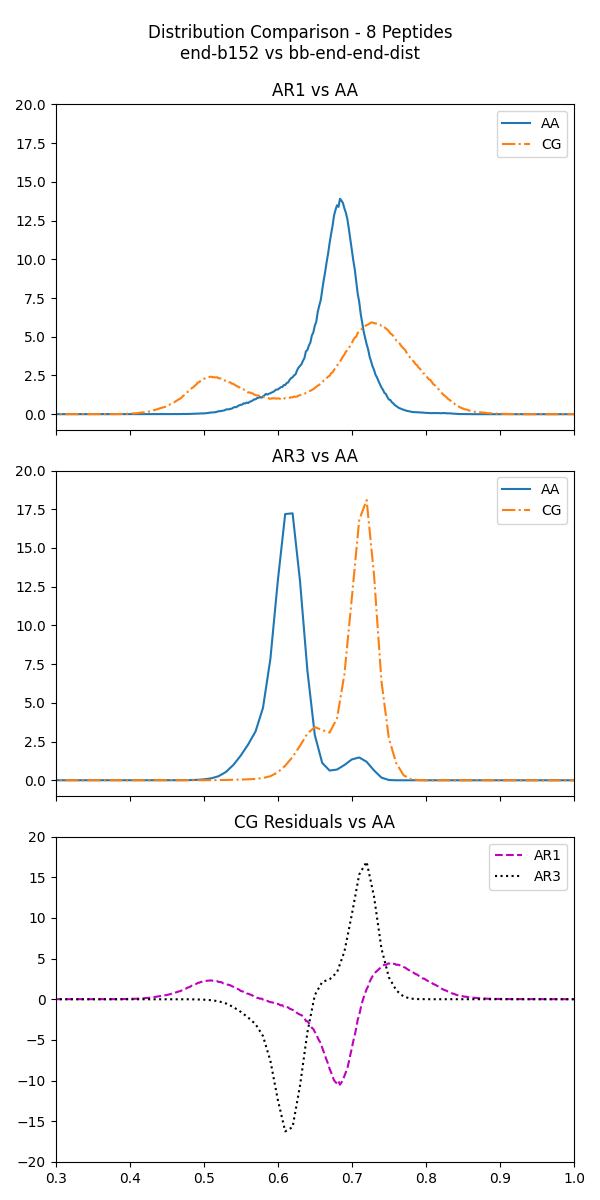 Distribution Comparison - 8 Peptides
end-b152 vs bb-end-end-dist
AR1 vs AA
20.0
17.5
15.0
12.5
10.0
7.5
5.0
2.5
0.0
AA
CG
AR3 vs AA
20.0
17.5
15.0
12.5
10.0
7.5
5.0
2.5
0.0
AA
CG
CG Residuals vs AA
20
15
10
5
0
−5
−10
−15
−20
AR1
AR3
0.3 0.4 0.5 0.6 0.7 0.8 0.9 1.0